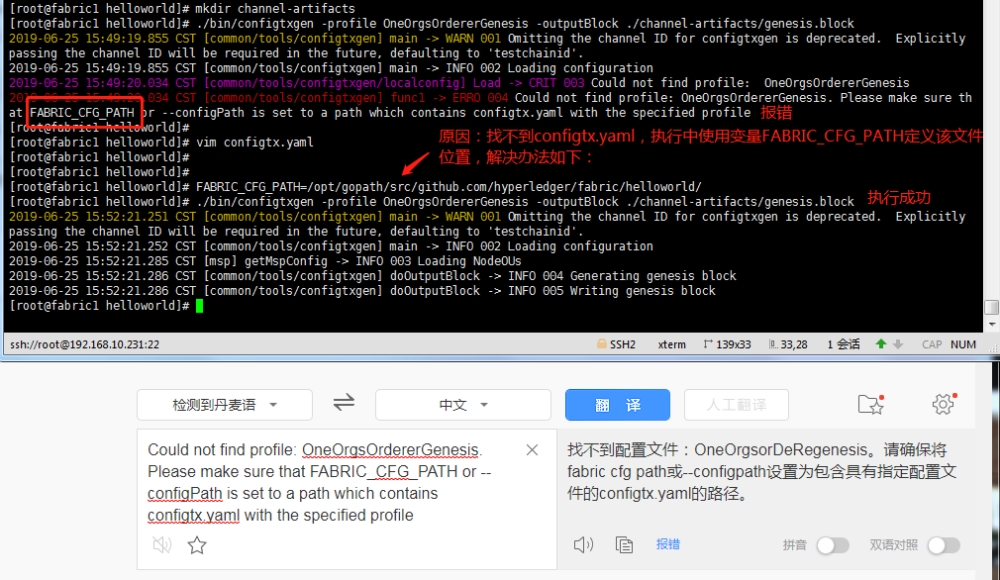 [root@fabric1 helloworld]# mkdir channel-artifacts
[root@fabric1 helloworld]# ./bin/configtxgen -profile OneOrgsOrdererGenesis -outputBlock ./channel-artifacts/genesis.block
2019-06-25 15:49:19.855 CST [common/tools/configtxgen] main -> WARN 001 Omitting the channel ID for configtxgen is deprecated.  Explicitly
passing the channel ID will be required in the future, defaulting to 'testchainid'.
2019-06-25 15:49:19.855 CST [common/tools/configtxgen] main -> INFO 002 Loading configuration
2019-06-25 15:49:20.034 CST [common/tools/configtxgen/localconfig] Load -> CRIT 003 Could not find profile:  OneOrgsOrdererGenesis
2019-06-25 15:49:20.034 CST [common/tools/configtxgen] func1 -> ERRO 004 Could not find profile: OneOrgsOrdererGenesis. Please make sure th
at FABRIC_CFG_PATH or --configPath is set to a path which contains configtx.yaml with the specified profile 报错
[root@fabric1 helloworld]#
[root@fabric1 helloworld]# vim configtx.yaml
原因：找不到configtx.yaml，执行中使用变量FABRIC_CFG_PATH定义该文件
位置，解决办法如下：
[root@fabric1 helloworld]#
[root@fabric1 helloworld]#
[root@fabric1 helloworld]# FABRIC_CFG_PATH=/opt/gopath/src/github.com/hyperledger/fabric/helloworld/
[root@fabric1 helloworld]# ./bin/configtxgen -profile OneOrgsOrdererGenesis -outputBlock ./channel-artifacts/genesis.block 执行成功
2019-06-25 15:52:21.251 CST [common/tools/configtxgen] main -> WARN 001 Omitting the channel ID for configtxgen is deprecated.  Explicitly
passing the channel ID will be required in the future, defaulting to 'testchainid'.
2019-06-25 15:52:21.252 CST [common/tools/configtxgen] main -> INFO 002 Loading configuration
2019-06-25 15:52:21.285 CST [msp] getMspConfig -> INFO 003 Loading NodeOUs
2019-06-25 15:52:21.286 CST [common/tools/configtxgen] doOutputBlock -> INFO 004 Generating genesis block
2019-06-25 15:52:21.286 CST [common/tools/configtxgen] doOutputBlock -> INFO 005 Writing genesis block
[root@fabric1 helloworld]#
ssh://root@192.168.10.231:22 SSH2 xterm 139x33 33,28 1 会话 CAP NUM
检测到丹麦语 中文 翻 译 人工翻译
Could not find profile: OneOrgsOrdererGenesis.
Please make sure that FABRIC_CFG_PATH or --
configPath is set to a path which contains
configtx.yaml with the specified profile
找不到配置文件：OneOrgsorDeRegenesis。请确保将
fabric cfg path或--configpath设置为包含具有指定配置文
件的configtx.yaml的路径。
报错 拼音 双语对照